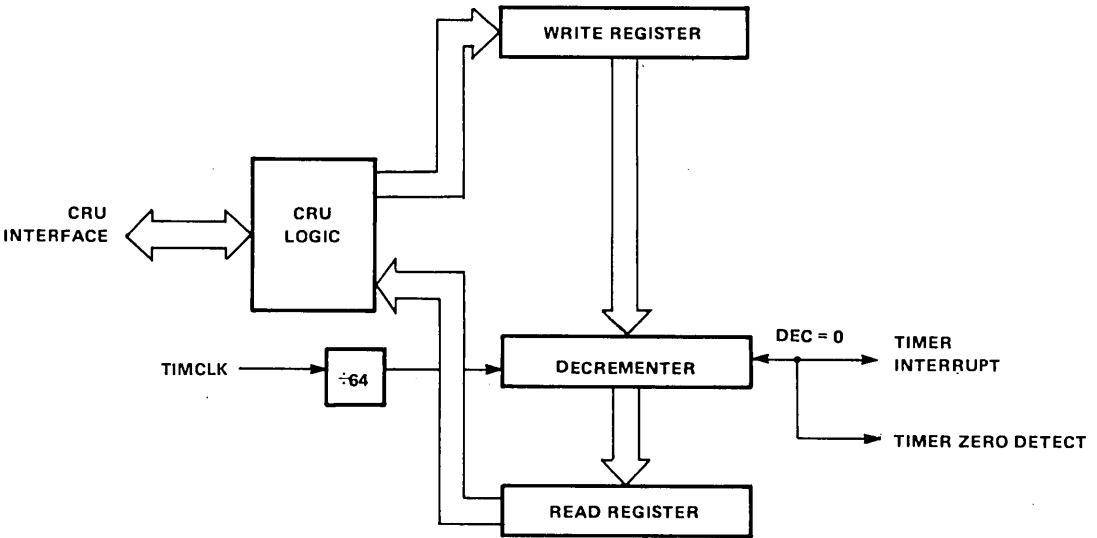 WRITE REGISTER
CRU
INTERFACE
CRU
LOGIC
TIMCLK
÷64
DECREMENTER
DEC = 0
TIMER
INTERRUPT
TIMER ZERO DETECT
READ REGISTER